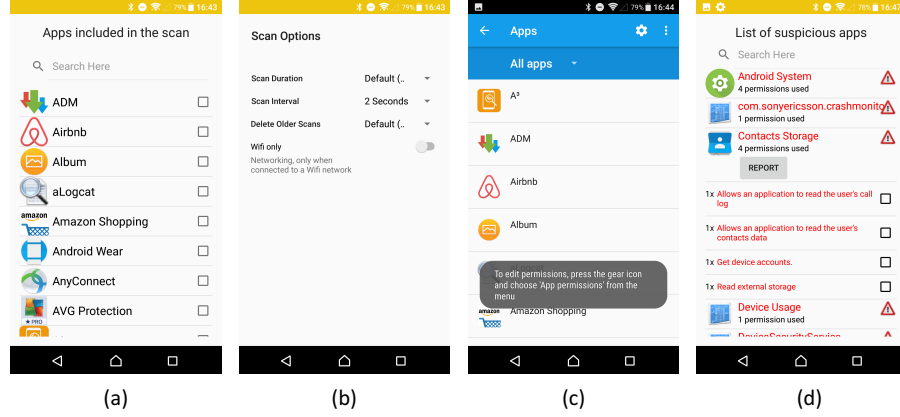 79% 16:43
Apps included in the scan
Search Here
ADM
Airbnb
Album
aLogcat
amazon
Amazon Shopping
Android Wear
AnyConnect
AVG Protection
★ PRO
(a)
79% 16:43
Scan Options
Scan Duration Default (..
Scan Interval 2 Seconds
Delete Older Scans Default (..
Wifi only
Networking, only when
connected to a Wifi network
(b)
79% 16:44
Apps
All apps
A³
ADM
Airbnb
Album
To edit permissions, press the gear icon
and choose 'App permissions' from the
menu
amazon
Amazon Shopping
(c)
78% 16:47
List of suspicious apps
Search Here
Android System
4 permissions used
com.sonyericsson.crashmonito
1 permission used
Contacts Storage
4 permissions used
REPORT
1x Allows an application to read the user's call
log
1x Allows an application to read the user's
contacts data
1x Get device accounts.
1x Read external storage
Device Usage
1 permission used
DeviceSecurityService
(d)